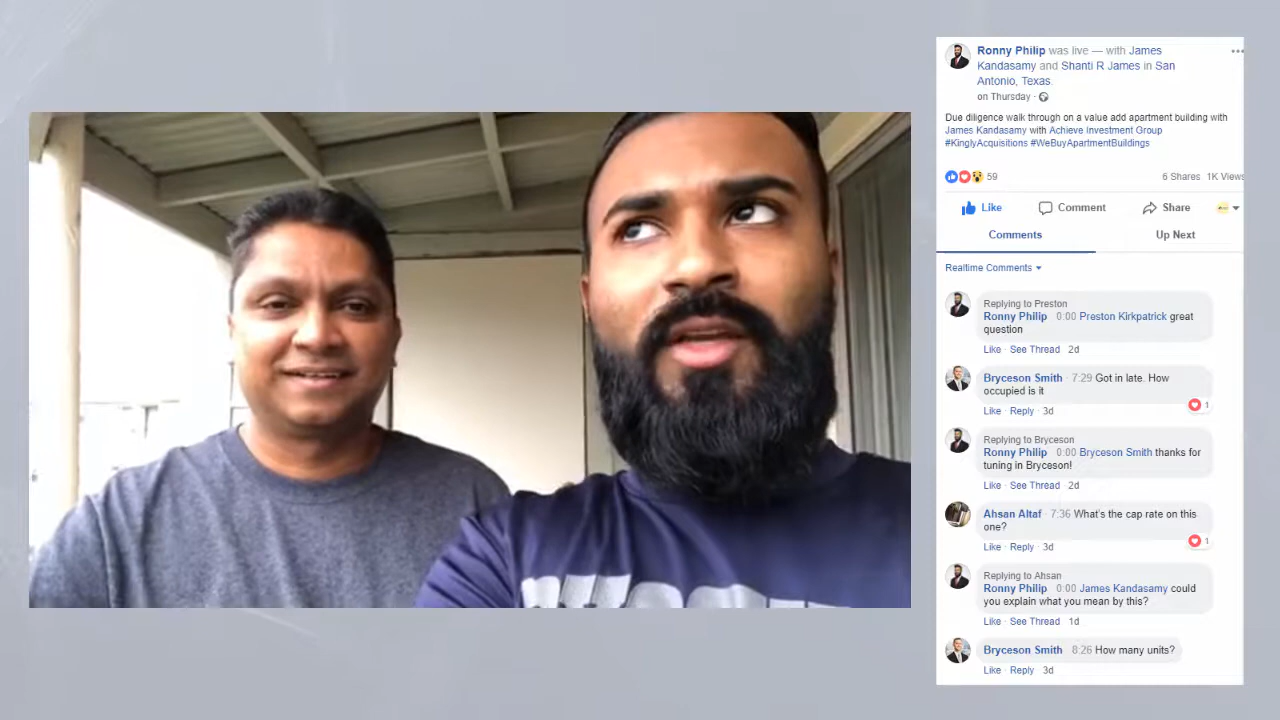 Ronny Philip was live — with James
Kandasamy and Shanti R James in San
Antonio, Texas.
on Thursday ·
Due diligence walk through on a value add apartment building with
James Kandasamy with Achieve Investment Group
#KinglyAcquisitions #WeBuyApartmentBuildings
59 6 Shares 1K Views
Like Comment Share
Comments Up Next
Realtime Comments
Replying to Preston
Ronny Philip 0:00 Preston Kirkpatrick great
question
Like · See Thread 2d
Bryceson Smith · 7:29 Got in late. How
occupied is it
1
Like · Reply · 3d
Replying to Bryceson
Ronny Philip 0:00 Bryceson Smith thanks for
tuning in Bryceson!
Like · See Thread 2d
Ahsan Altaf · 7:36 What's the cap rate on this
one?
1
Like · Reply · 3d
Replying to Ahsan
Ronny Philip 0:00 James Kandasamy could
you explain what you mean by this?
Like · See Thread 1d
Bryceson Smith · 8:26 How many units?
Like · Reply · 3d